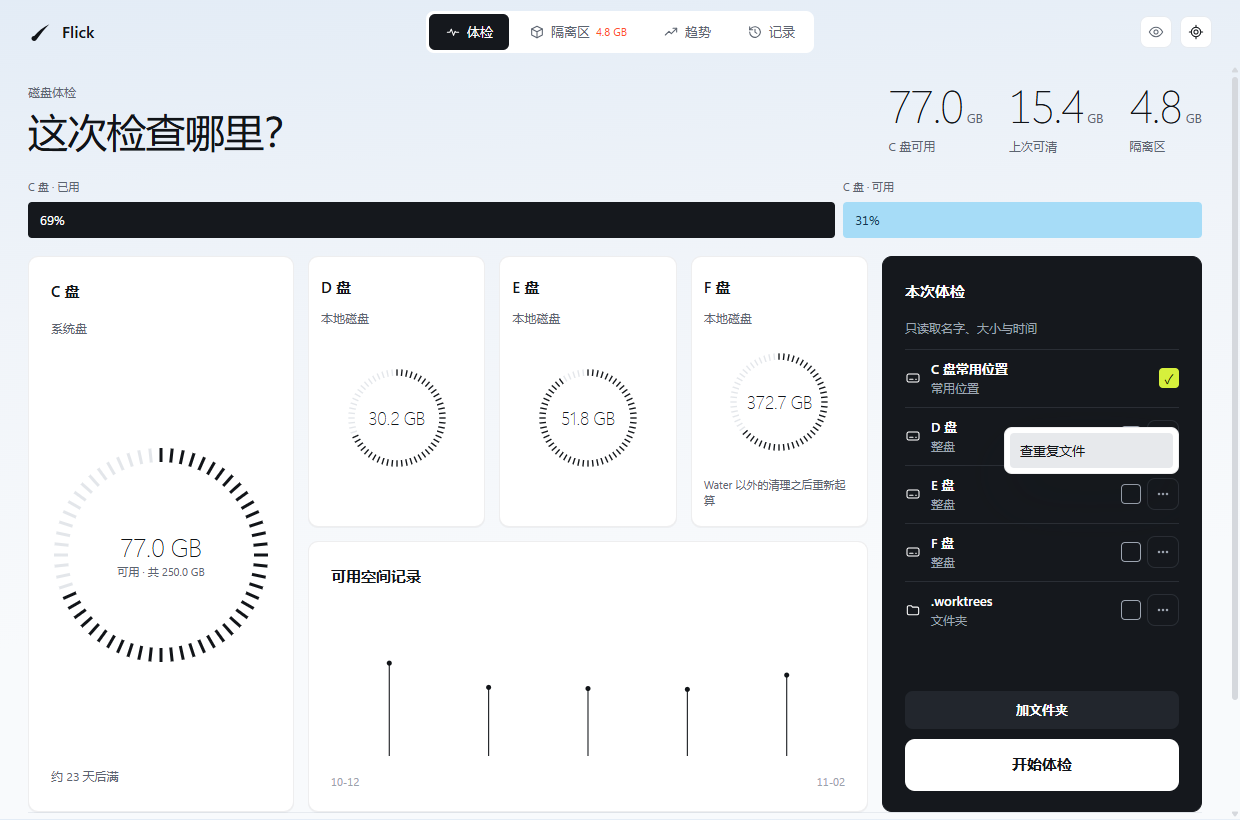 Flick
体检
隔离区 4.8 GB
趋势
记录
磁盘体检
这次检查哪里？
77.0 GB
C 盘可用
15.4 GB
上次可清
4.8 GB
隔离区
C 盘 · 已用
69%
C 盘 · 可用
31%
C 盘
系统盘
77.0 GB
可用 · 共 250.0 GB
约 23 天后满
D 盘
本地磁盘
30.2 GB
E 盘
本地磁盘
51.8 GB
F 盘
本地磁盘
372.7 GB
Water 以外的清理之后重新起
算
可用空间记录
10-12
11-02
本次体检
只读取名字、大小与时间
C 盘常用位置
常用位置
D 盘
整盘
查重复文件
E 盘
整盘
F 盘
整盘
.worktrees
文件夹
加文件夹
开始体检